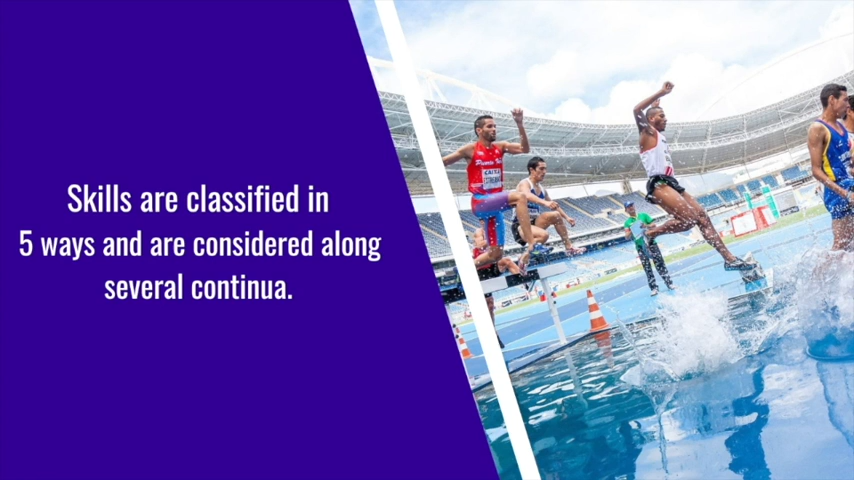 Skills are classified in
5 ways and are considered along
several continua.